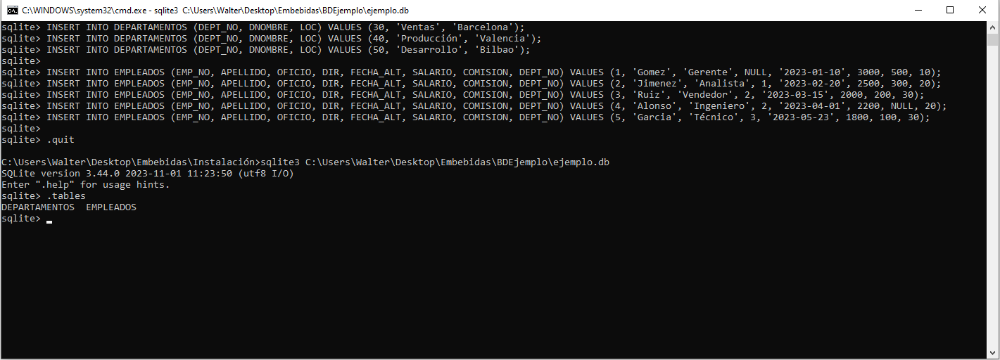 C:\WINDOWS\system32\cmd.exe - sqlite3  C:\Users\Walter\Desktop\Embebidas\BDEjemplo\ejemplo.db
sqlite> INSERT INTO DEPARTAMENTOS (DEPT_NO, DNOMBRE, LOC) VALUES (30, 'Ventas', 'Barcelona');
sqlite> INSERT INTO DEPARTAMENTOS (DEPT_NO, DNOMBRE, LOC) VALUES (40, 'Producción', 'Valencia');
sqlite> INSERT INTO DEPARTAMENTOS (DEPT_NO, DNOMBRE, LOC) VALUES (50, 'Desarrollo', 'Bilbao');
sqlite>
sqlite> INSERT INTO EMPLEADOS (EMP_NO, APELLIDO, OFICIO, DIR, FECHA_ALT, SALARIO, COMISION, DEPT_NO) VALUES (1, 'Gomez', 'Gerente', NULL, '2023-01-10', 3000, 500, 10);
sqlite> INSERT INTO EMPLEADOS (EMP_NO, APELLIDO, OFICIO, DIR, FECHA_ALT, SALARIO, COMISION, DEPT_NO) VALUES (2, 'Jimenez', 'Analista', 1, '2023-02-20', 2500, 300, 20);
sqlite> INSERT INTO EMPLEADOS (EMP_NO, APELLIDO, OFICIO, DIR, FECHA_ALT, SALARIO, COMISION, DEPT_NO) VALUES (3, 'Ruiz', 'Vendedor', 2, '2023-03-15', 2000, 200, 30);
sqlite> INSERT INTO EMPLEADOS (EMP_NO, APELLIDO, OFICIO, DIR, FECHA_ALT, SALARIO, COMISION, DEPT_NO) VALUES (4, 'Alonso', 'Ingeniero', 2, '2023-04-01', 2200, NULL, 20);
sqlite> INSERT INTO EMPLEADOS (EMP_NO, APELLIDO, OFICIO, DIR, FECHA_ALT, SALARIO, COMISION, DEPT_NO) VALUES (5, 'Garcia', 'Técnico', 3, '2023-05-23', 1800, 100, 30);
sqlite>
sqlite> .quit
C:\Users\Walter\Desktop\Embebidas\Instalación>sqlite3 C:\Users\Walter\Desktop\Embebidas\BDEjemplo\ejemplo.db
SQLite version 3.44.0 2023-11-01 11:23:50 (utf8 I/O)
Enter ".help" for usage hints.
sqlite> .tables
DEPARTAMENTOS  EMPLEADOS
sqlite>